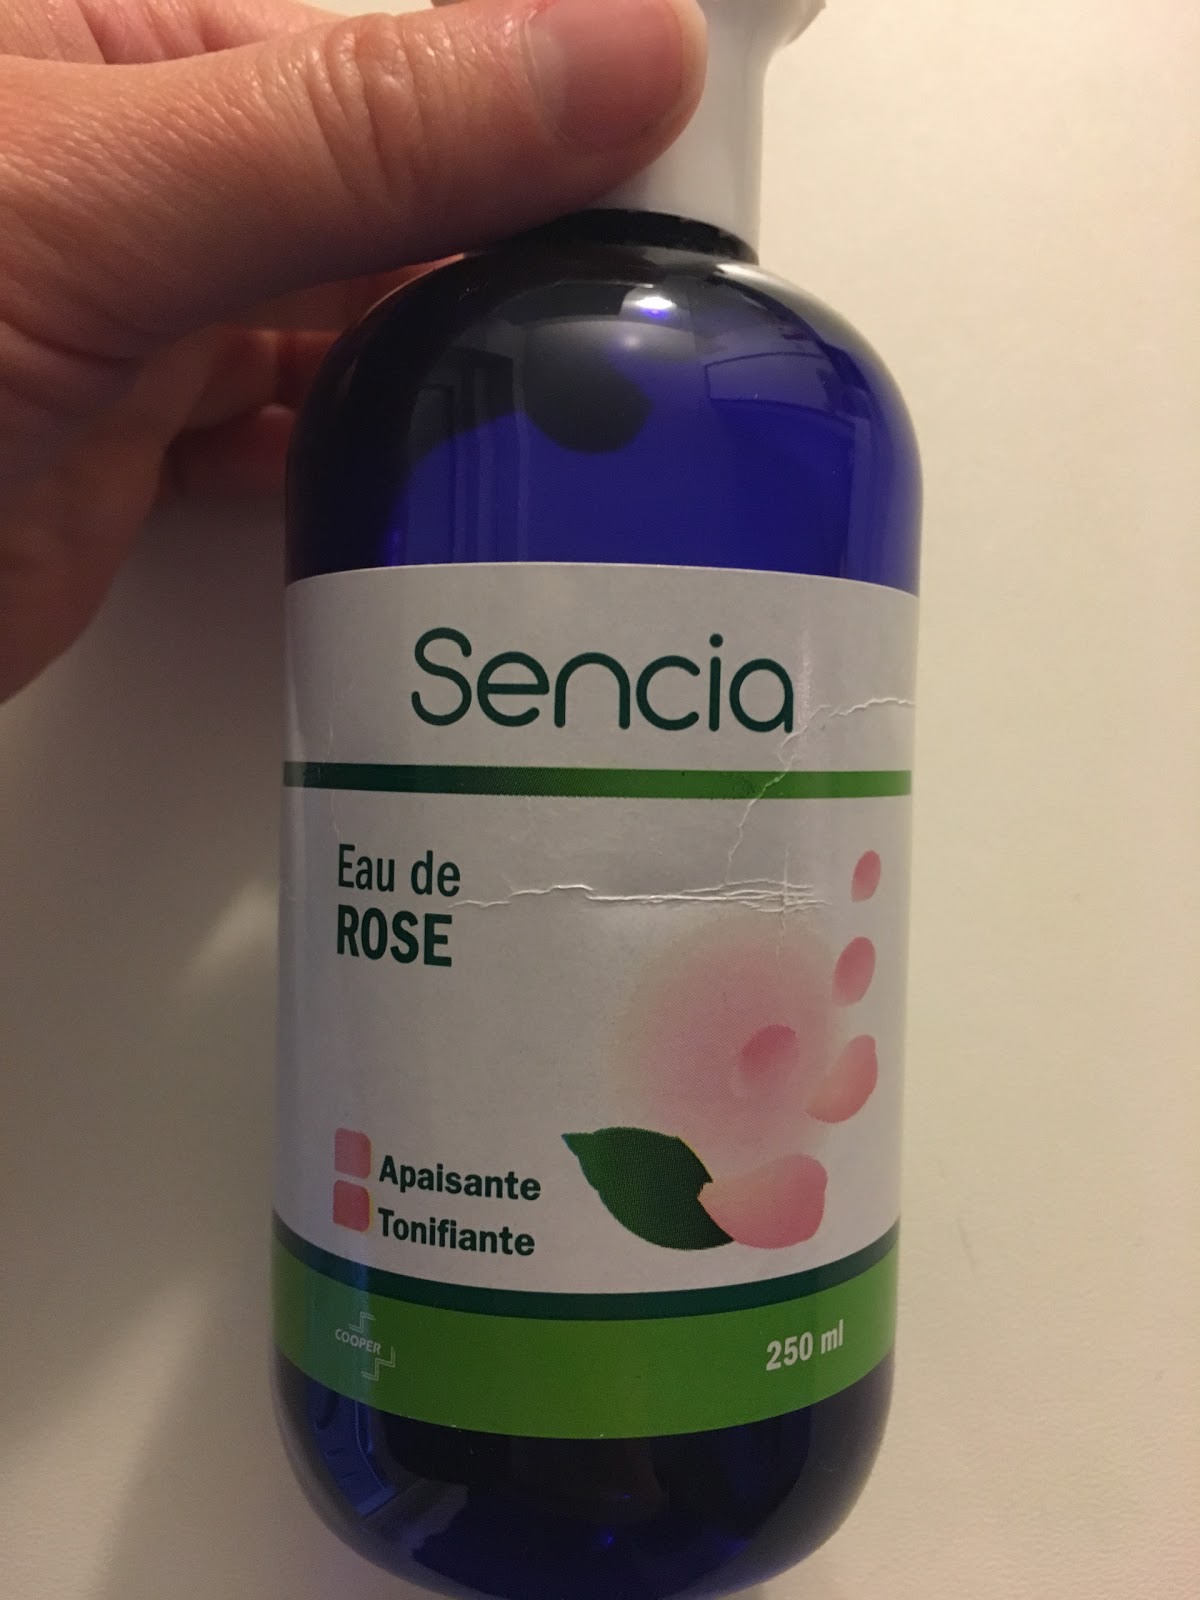 Sencia
Eau de
ROSE
Apaisante
Tonifiante
COOPER
250 ml